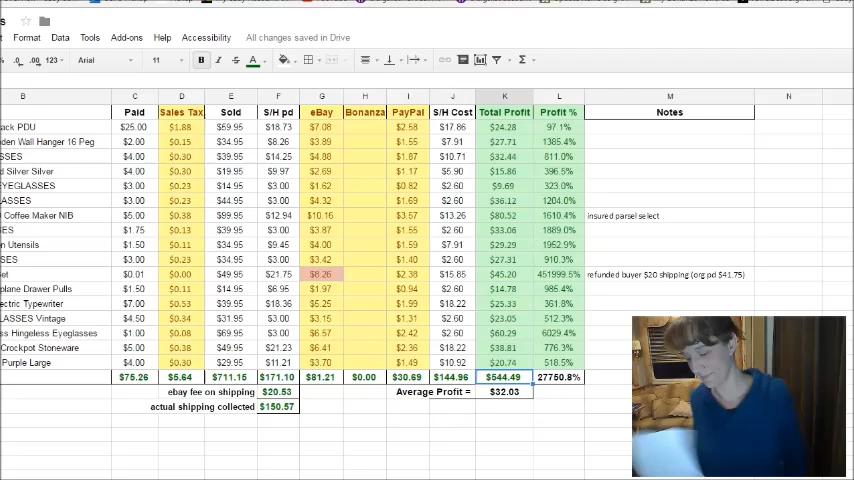 Format Data Tools Add-ons Help Accessibility All changes saved in Drive
.0 .00 123 Arial 11 B I S A
B C D E F G H I J K L M N
Paid Sales Tax Sold S/H pd eBay Bonanza PayPal S/H Cost Total Profit Profit % Notes
ack PDU $25.00 $1.88 $59.95 $18.73 $7.08 $2.58 $17.86 $24.28 97.1%
den Wall Hanger 16 Peg $2.00 $0.15 $34.95 $8.26 $3.89 $1.55 $7.91 $27.71 1385.4%
SSES $4.00 $0.30 $39.95 $14.25 $4.88 $1.87 $10.71 $32.44 811.0%
d Silver Silver $4.00 $0.30 $19.95 $9.97 $2.69 $1.17 $5.90 $15.86 396.5%
EYEGLASSES $3.00 $0.23 $14.95 $3.00 $1.62 $0.82 $2.60 $9.69 323.0%
LASSES $3.00 $0.23 $44.95 $3.00 $4.32 $1.69 $2.60 $36.12 1204.0%
0 Coffee Maker NIB $5.00 $0.38 $99.95 $12.94 $10.16 $3.57 $13.26 $80.52 1610.4% insured parsel select
SES $1.75 $0.13 $39.95 $3.00 $3.87 $1.55 $2.60 $33.06 1889.0%
n Utensils $1.50 $0.11 $34.95 $9.45 $4.00 $1.59 $7.91 $29.29 1952.9%
SES $3.00 $0.23 $34.95 $3.00 $3.42 $1.40 $2.60 $27.31 910.3%
et $0.01 $0.00 $49.95 $21.75 $8.26 $2.38 $15.85 $45.20 451999.5% refunded buyer $20 shipping (org pd $41.75)
plane Drawer Pulls $1.50 $0.11 $14.95 $6.95 $1.97 $0.94 $2.60 $14.78 985.4%
ectric Typewriter $7.00 $0.53 $39.95 $18.36 $5.25 $1.99 $18.22 $25.33 361.8%
GLASSES Vintage $4.50 $0.34 $31.95 $3.00 $3.15 $1.31 $2.60 $23.05 512.3%
ss Hingeless Eyeglasses $1.00 $0.08 $69.95 $3.00 $6.57 $2.42 $2.60 $60.29 6029.4%
Crockpot Stoneware $5.00 $0.38 $49.95 $21.23 $6.41 $2.36 $18.22 $38.81 776.3%
Purple Large $4.00 $0.30 $29.95 $11.21 $3.70 $1.49 $10.92 $20.74 518.5%
$75.26 $5.64 $711.15 $171.10 $81.21 $0.00 $30.69 $144.96 $544.49 27750.8%
ebay fee on shipping $20.53 Average Profit = $32.03
actual shipping collected $150.57